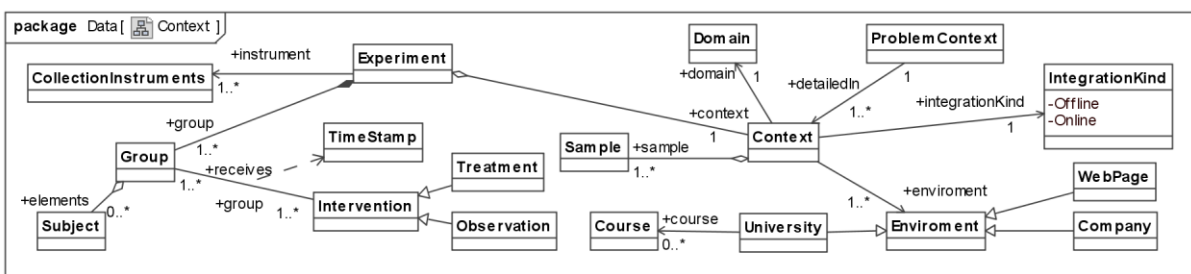 package Data [ Context ]
Domain
ProblemContext
+instrument
Experiment
CollectionInstruments
1..*
+domain
1
+detailedIn
1
IntegrationKind
-Offline
-Online
+integrationKind
1
1..*
+context
1
Context
+group
1..*
TimeStamp
Group
+receives
1..*
Sample
+sample
1..*
Treatment
WebPage
+elements
0..*
+group
1..*
Intervention
+enviroment
1..*
Subject
Observation
Course
+course
0..*
University
Enviroment
Company